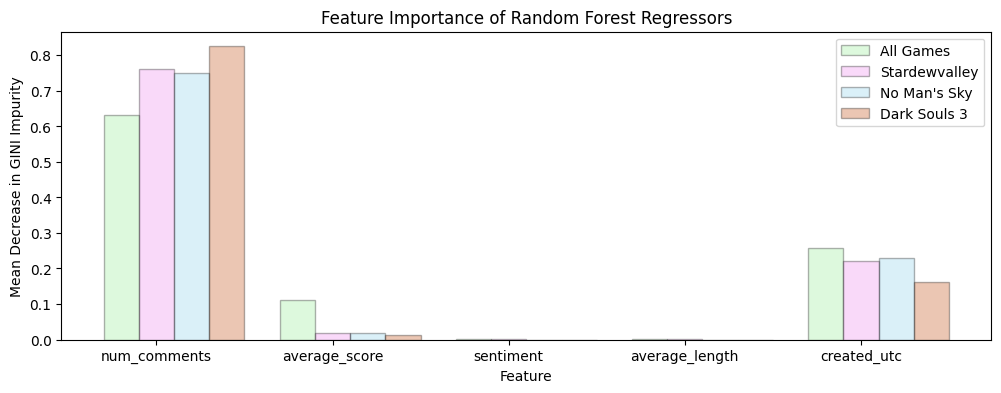 Feature Importance of Random Forest Regressors
Mean Decrease in GINI Impurity
0.8
0.7
0.6
0.5
0.4
0.3
0.2
0.1
0.0
All Games
Stardewvalley
No Man's Sky
Dark Souls 3
num_comments average_score sentiment average_length created_utc
Feature